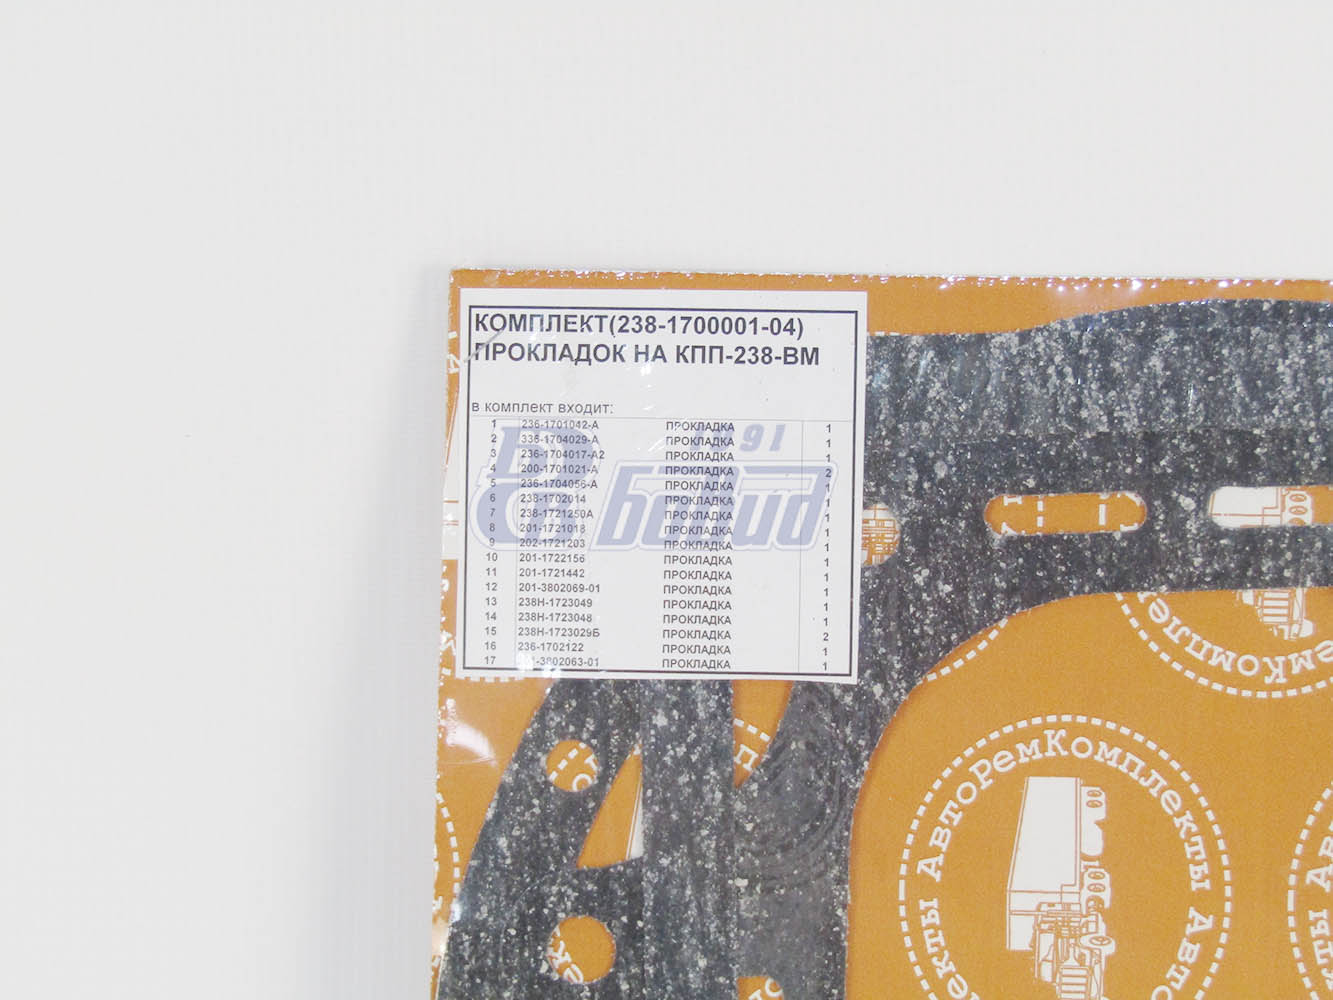 КОМПЛЕКТ(238-1700001-04)
ПРОКЛАДОК НА КПП-238-ВМ
в комплект входит:
1 236-1701042-А ПРОКЛАДКА 1
2 336-1704029-А ПРОКЛАДКА 1
3 236-1704017-А2 ПРОКЛАДКА 1
4 200-1701021-А ПРОКЛАДКА 2
5 236-1704056-А ПРОКЛАДКА 1
6 238-1702014 ПРОКЛАДКА 1
7 238-1721250А ПРОКЛАДКА 1
8 201-1721018 ПРОКЛАДКА 1
9 202-1721203 ПРОКЛАДКА 1
10 201-1722156 ПРОКЛАДКА 1
11 201-1721442 ПРОКЛАДКА 1
12 201-3802069-01 ПРОКЛАДКА 1
13 238Н-1723049 ПРОКЛАДКА 1
14 238Н-1723048 ПРОКЛАДКА 1
15 238Н-1723029Б ПРОКЛАДКА 2
16 236-1702122 ПРОКЛАДКА 1
17 ПРОКЛАДКА 1
91
АвтоРемКомплекты